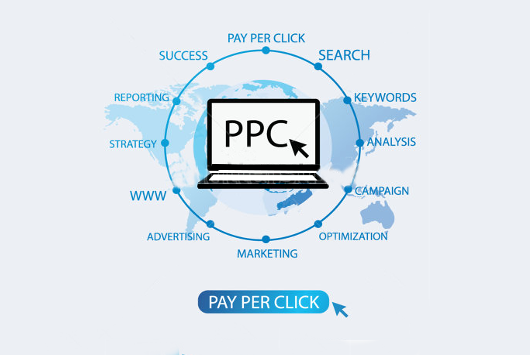 PAY PER CLICK
SUCCESS
SEARCH
REPORTING
KEYWORDS
PPC
STRATEGY
ANALYSIS
WWW
CAMPAIGN
ADVERTISING
OPTIMIZATION
MARKETING
PAY PER CLICK